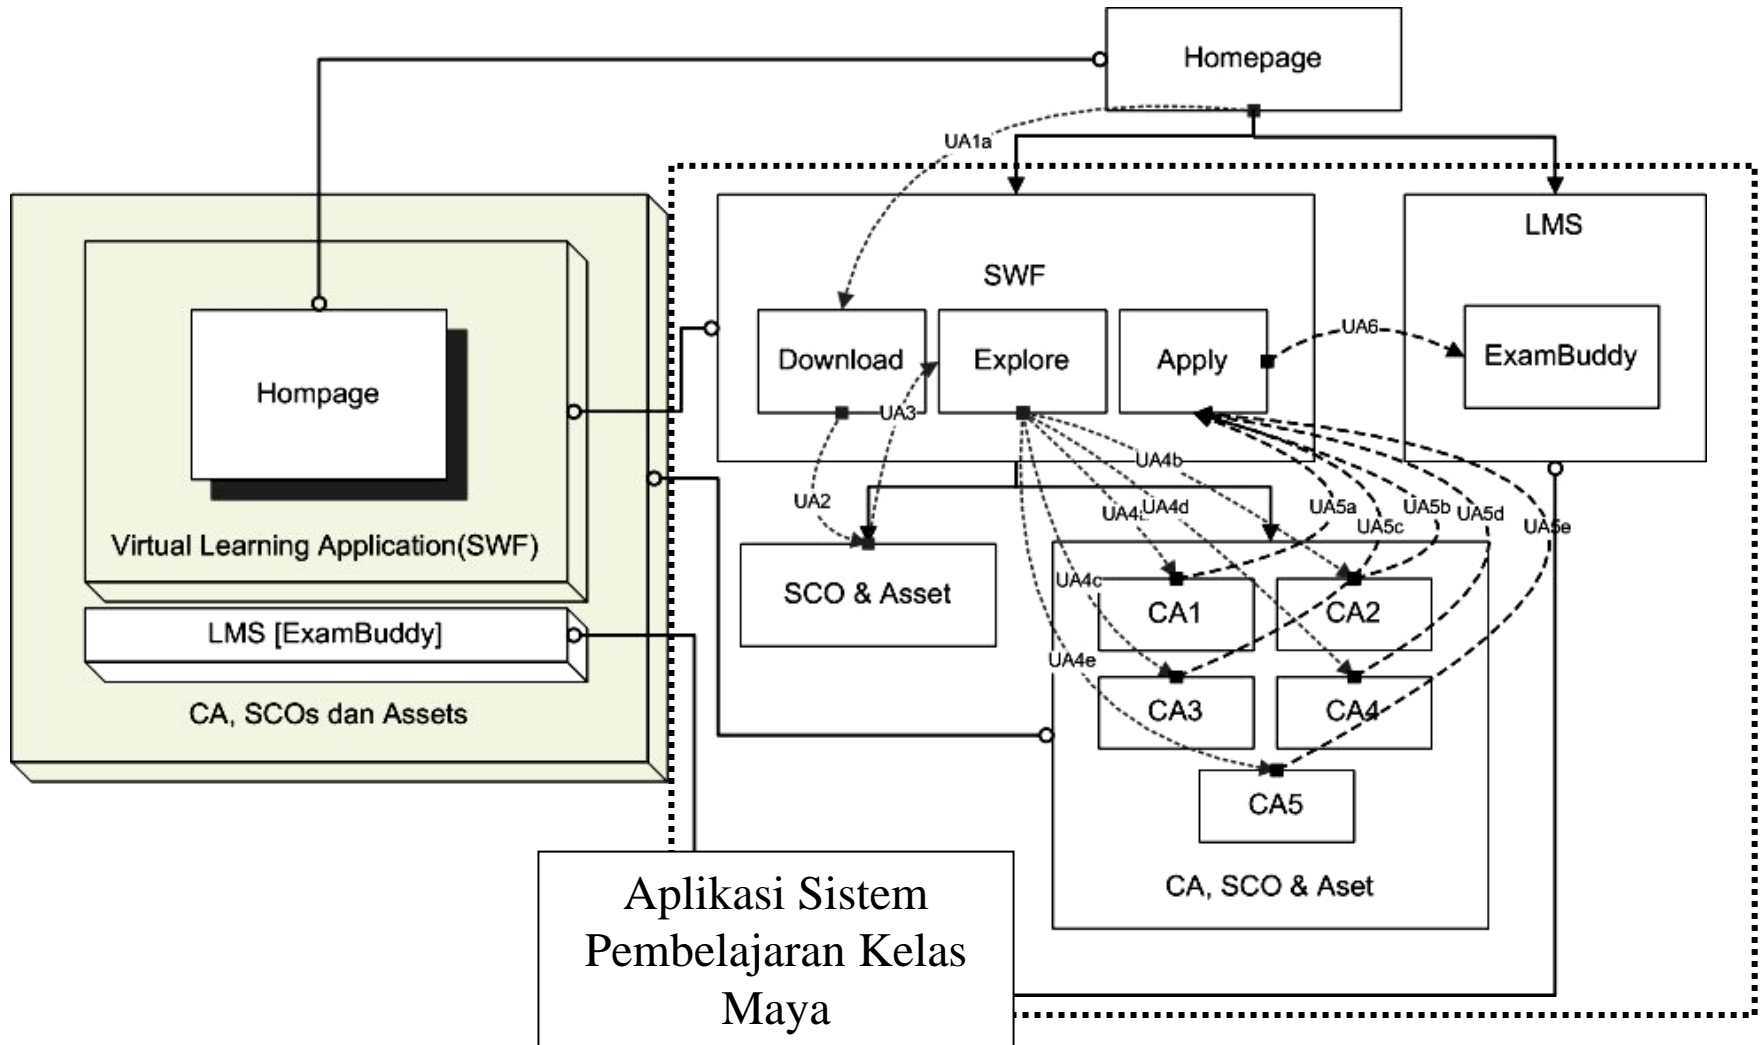 Homepage
UA1a
LMS
SWF
Download
Explore
Apply
UA6
ExamBuddy
Hompage
UA3
UA4b
UA2
UA4d
UA5a
UA5b
UA5c
UA5d
UA5e
Virtual Learning Application(SWF)
SCO & Asset
UA4c
CA1
CA2
LMS [ExamBuddy]
UA4e
CA, SCOs dan Assets
CA3
CA4
CA5
CA, SCO & Aset
Aplikasi Sistem
Pembelajaran Kelas
Maya